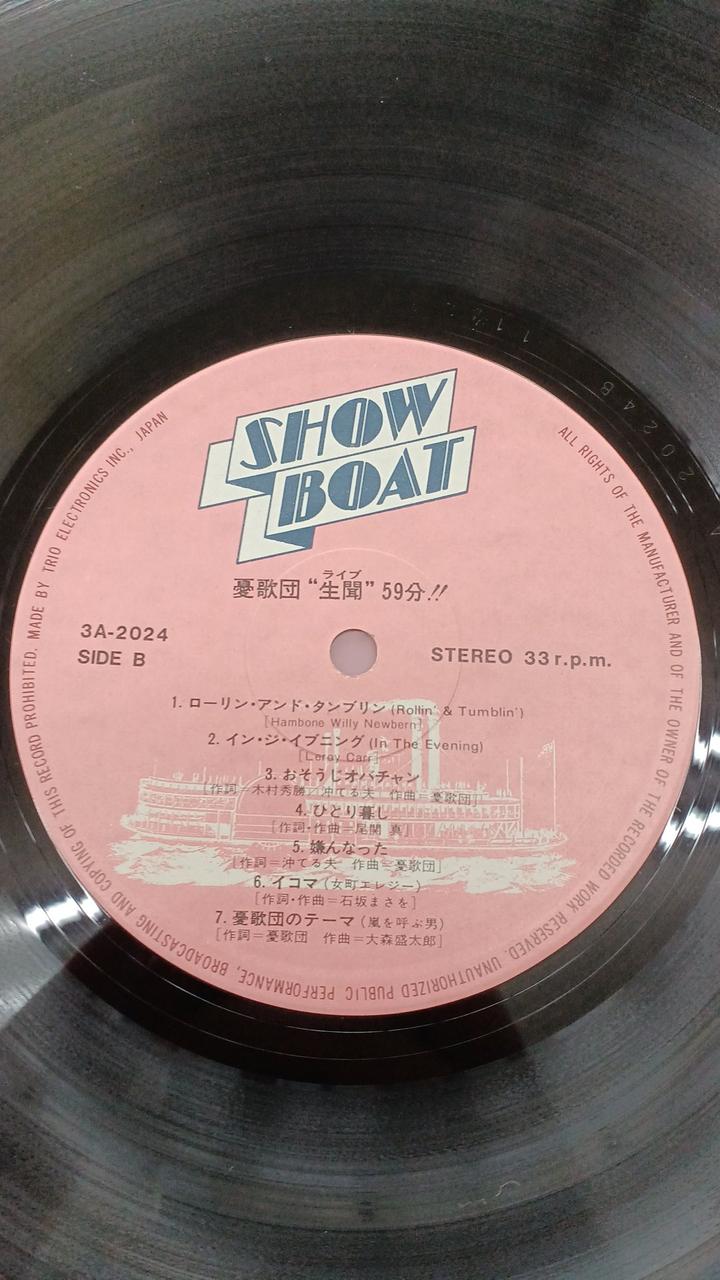 SHOW
BOAT
ライブ
憂歌団“生聞”59分!!
3A-2024
SIDE B
STEREO 33 r.p.m.
1. ローリン・アンド・タンブリン (Rollin' & Tumblin')
[Hambone Willy Newbern]
2. イン・ジ・イブニング (In The Evening)
[Leroy Carr]
3. おそうじオバチャン
[作詞=木村秀勝/沖てる夫 作曲=憂歌団]
4. ひとり暮し
[作詞・作曲=尾関 真]
5. 嫌んなった
[作詞=沖てる夫 作曲=憂歌団]
6. イコマ (女町エレジー)
[作詞・作曲=石坂まさを]
7. 憂歌団のテーマ (嵐を呼ぶ男)
[作詞=憂歌団 作曲=大森盛太郎]
ALL RIGHTS OF THE MANUFACTURER AND OF THE OWNER OF THE RECORDED WORK RESERVED. UNAUTHORIZED PUBLIC PERFORMANCE, BROADCASTING AND COPYING OF THIS RECORD PROHIBITED. MADE BY TRIO ELECTRONICS INC., JAPAN